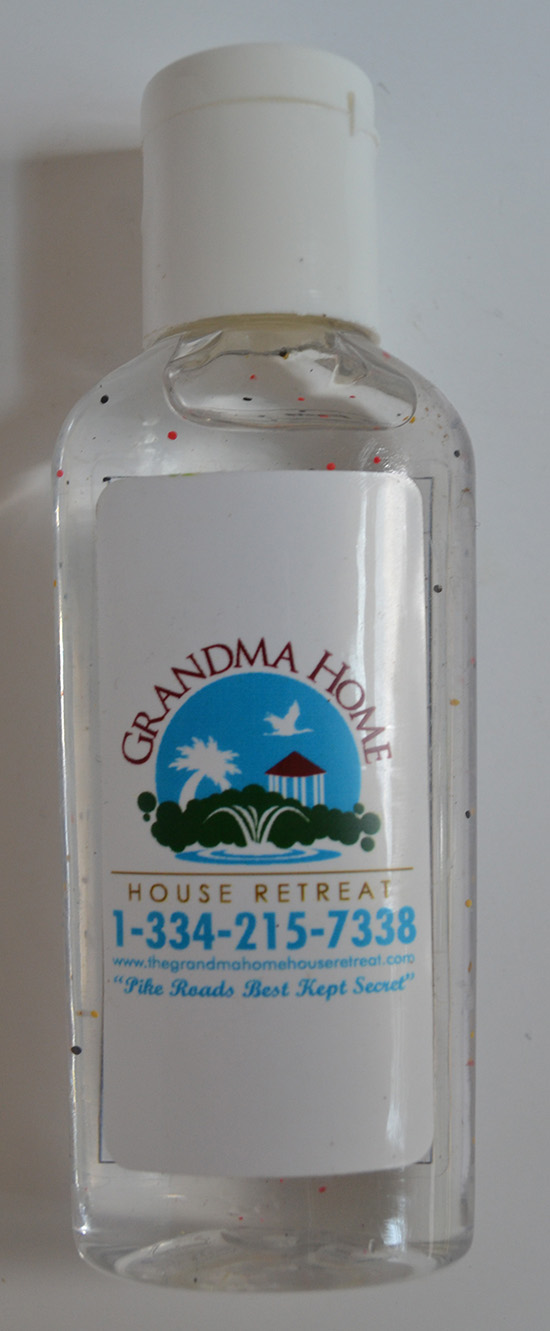 GRANDMA HOME
HOUSE RETREAT
1-334-215-7338
www.thegrandmahomehouseretreat.com
"Pike Roads Best Kept Secret"